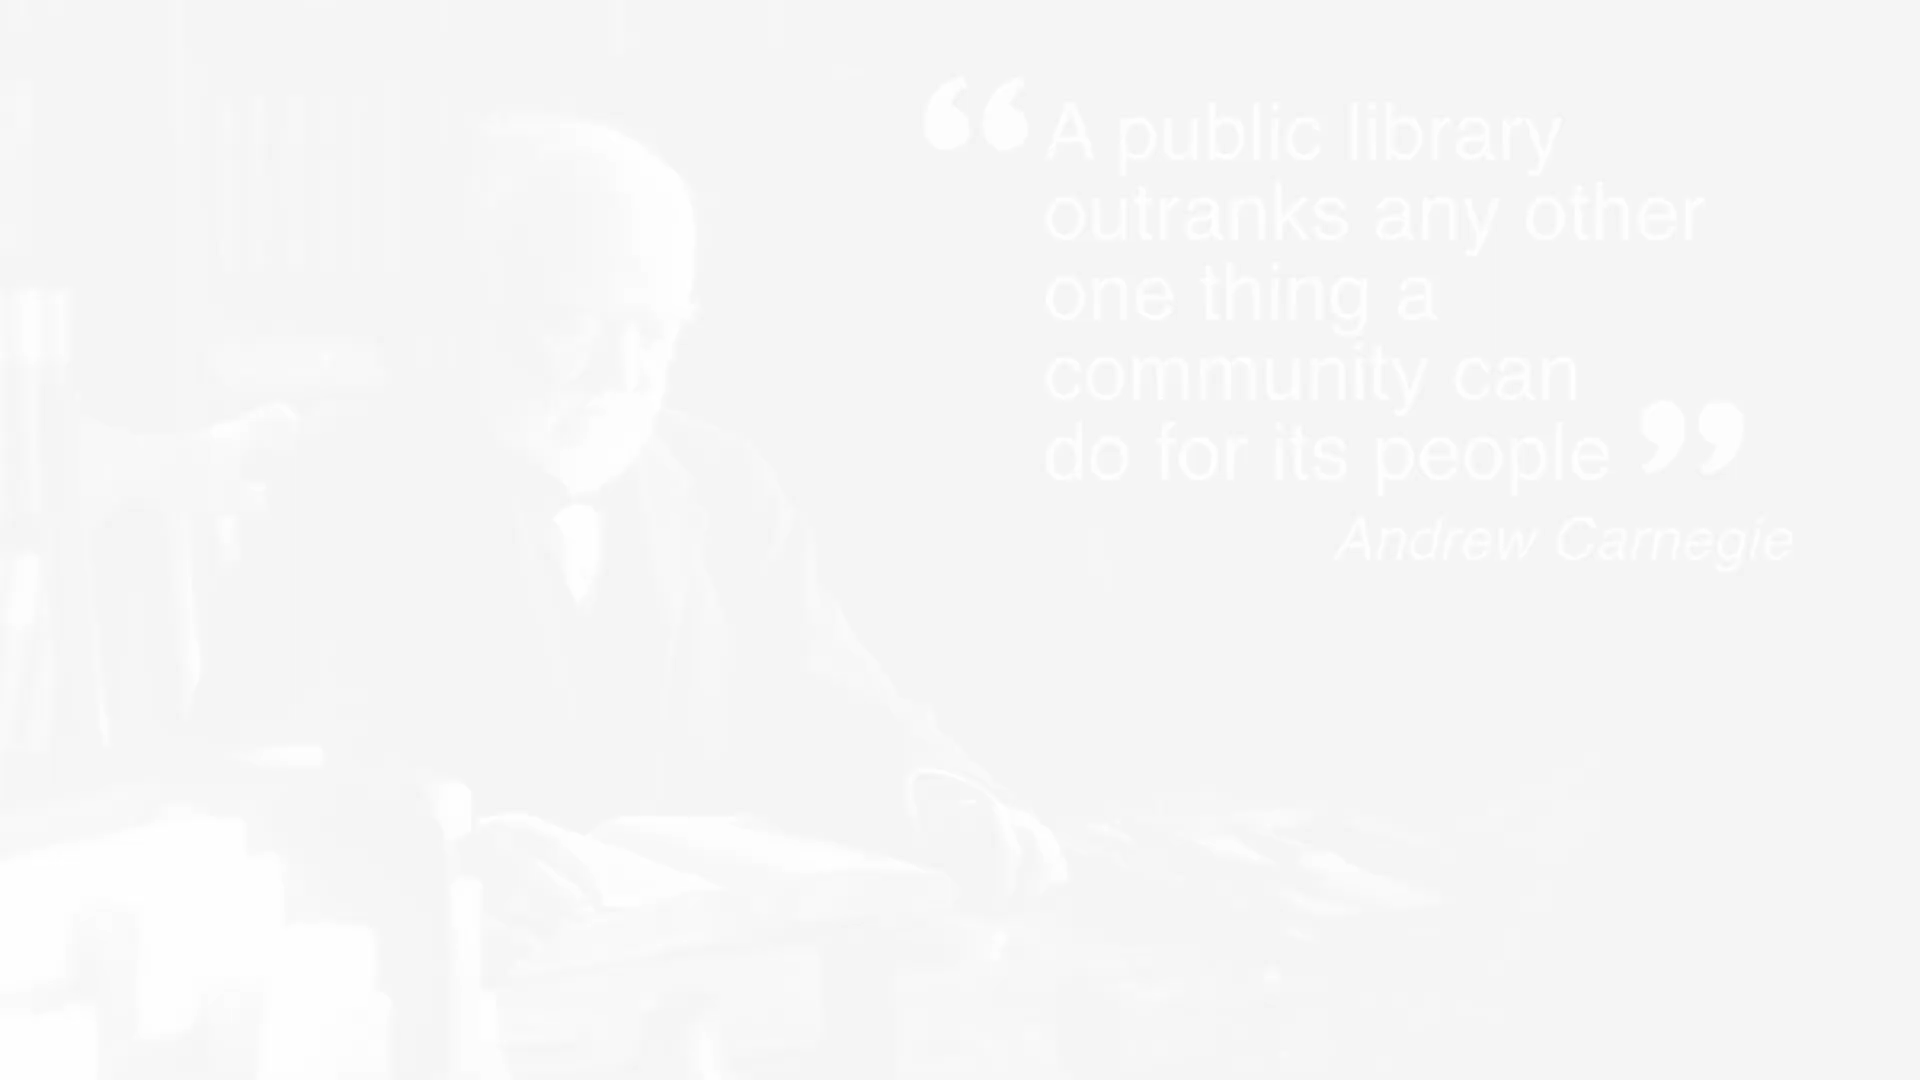 “A public library
outranks any other
one thing a
community can
do for its people”
Andrew Carnegie